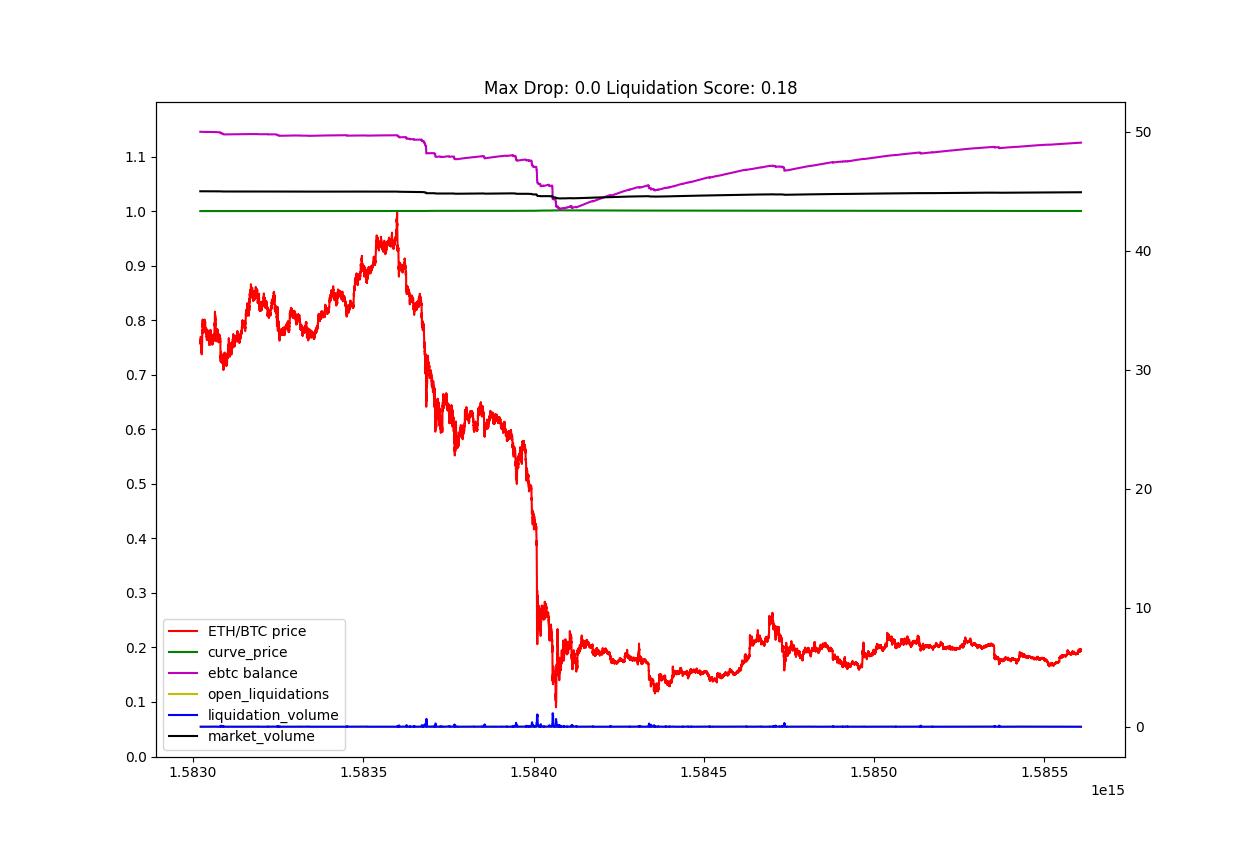 Max Drop: 0.0 Liquidation Score: 0.18
1.1
1.0
0.9
0.8
0.7
0.6
0.5
0.4
0.3
0.2
0.1
0.0
50
40
30
20
10
0
ETH/BTC price
curve_price
ebtc balance
open_liquidations
liquidation_volume
market_volume
1.5830 1.5835 1.5840 1.5845 1.5850 1.5855
1e15